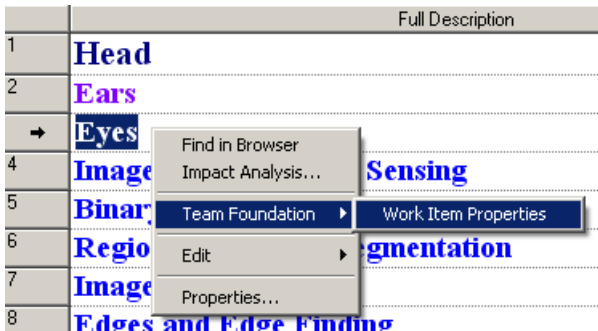 Full Description
1 Head
2 Ears
Eyes
Find in Browser
Impact Analysis...
4 Image Sensing
5 Binary
Team Foundation
Work Item Properties
6 Regio egmentation
Edit
7 Image
Properties...
8 Edges and Edge Finding